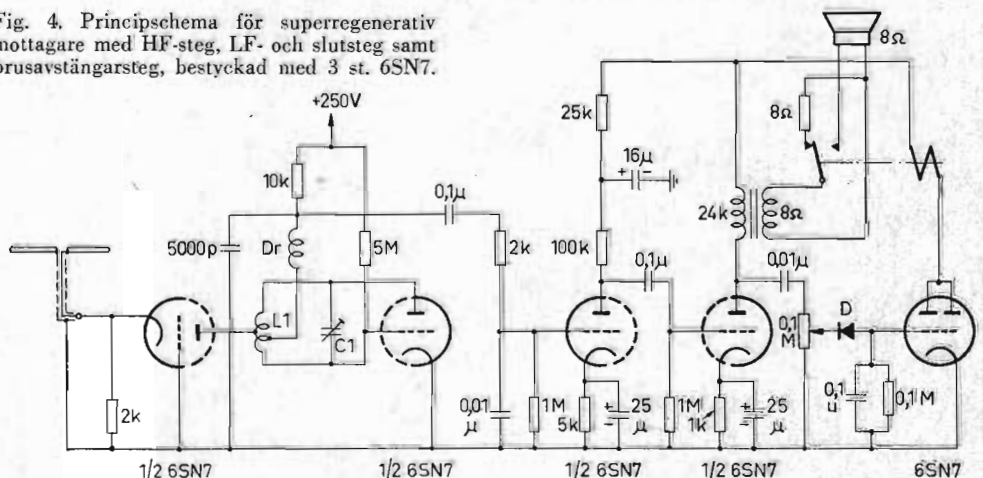 Fig. 4. Principschema för superregenerativ
mottagare med HF-steg, LF- och slutsteg samt
brusavstängarsteg, bestyckad med 3 st. 6SN7.
+250V
10k
5000p
Dr
5M
L1
C1
2k
0,1µ
2k
0,01
µ
1M
5k
25
µ
25k
16µ
+ -
100k
0,1µ
1M
1k
25
µ
24k
8Ω
8Ω
8Ω
0,01µ
0,1
M
D
0,1
µ
0,1M
1/2 6SN7
1/2 6SN7
1/2 6SN7
1/2 6SN7
6SN7